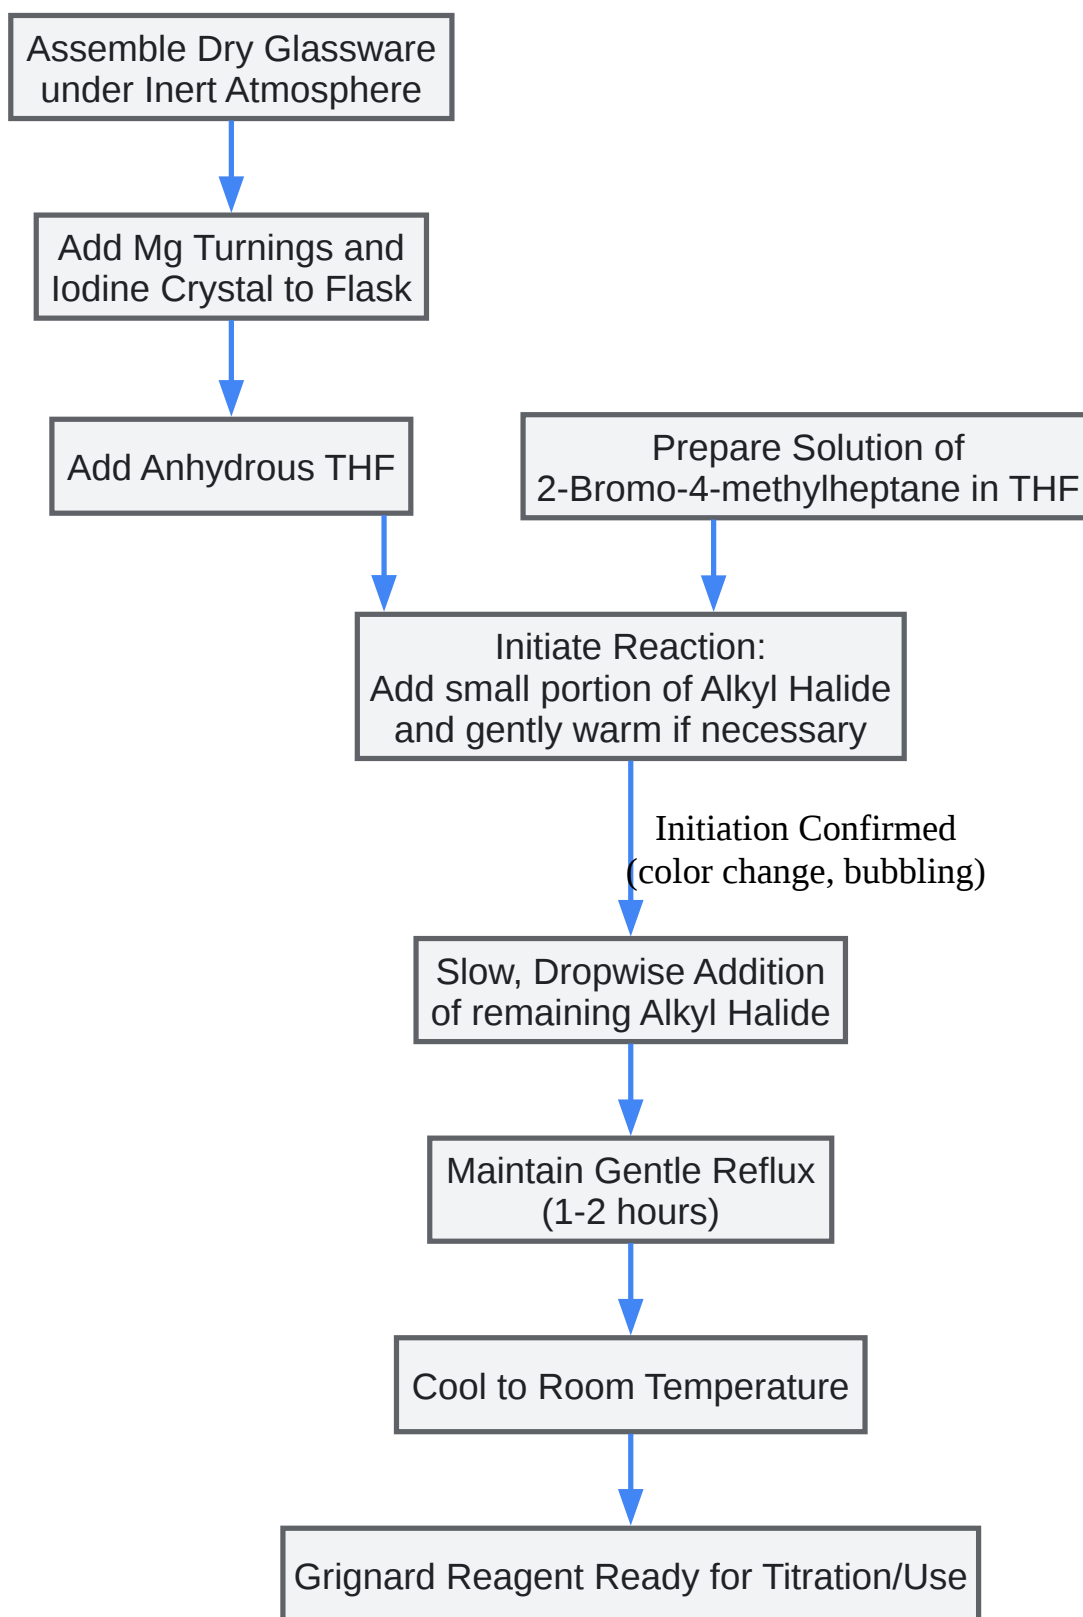 Assemble Dry Glassware
under Inert Atmosphere
Add Mg Turnings and
Iodine Crystal to Flask
Add Anhydrous THF
Prepare Solution of
2-Bromo-4-methylheptane in THF
Initiate Reaction:
Add small portion of Alkyl Halide
and gently warm if necessary
Initiation Confirmed
(color change, bubbling)
Slow, Dropwise Addition
of remaining Alkyl Halide
Maintain Gentle Reflux
(1-2 hours)
Cool to Room Temperature
Grignard Reagent Ready for Titration/Use